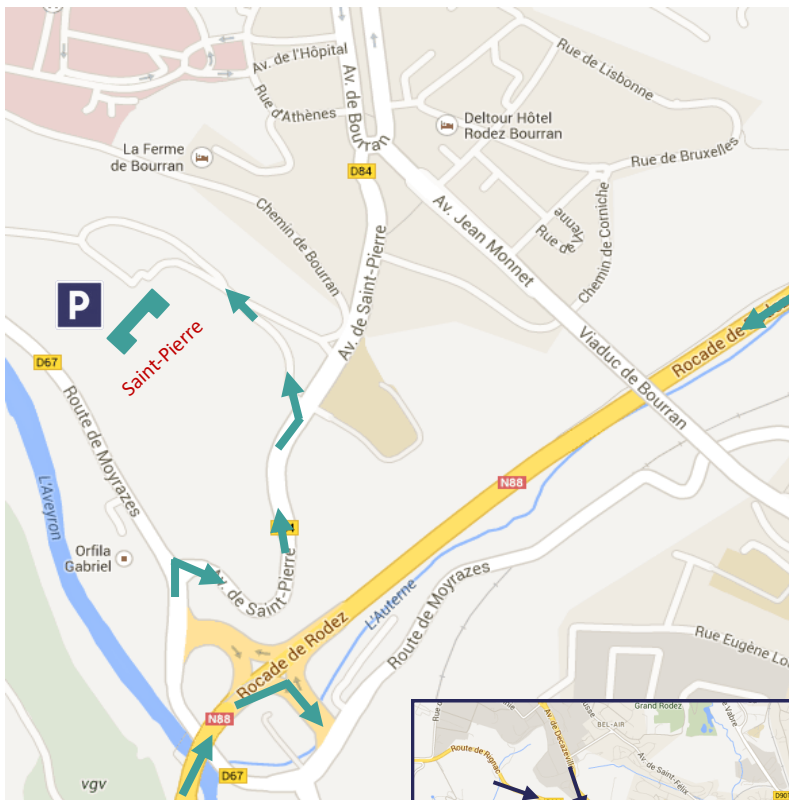 Av. de l'Hôpital
Rue de Lisbonne
Rue d'Athènes
Av. de Bourran
Deltour Hôtel
Rodez Bourran
La Ferme
de Bourran
D84
Rue de Bruxelles
Chemin de Bourran
Av. Jean Monnet
Rue de Vienne
Chemin de Corniche
Av. de Saint-Pierre
P
Saint-Pierre
Rocade de
Viaduc de Bourran
D67
Route de Moyrazes
L'Aveyron
N88
Orfila
Gabriel
Av. de Saint-Pierre
L'Auterne
Route de Moyrazes
Rue Eugène Lo
Rocade de Rodez
N88
D67
vgv
Grand Rodez
BEL-AIR
Av. de Decazevill
Route de Rignac
Av. de Saint-Félix
de Vabre
D901